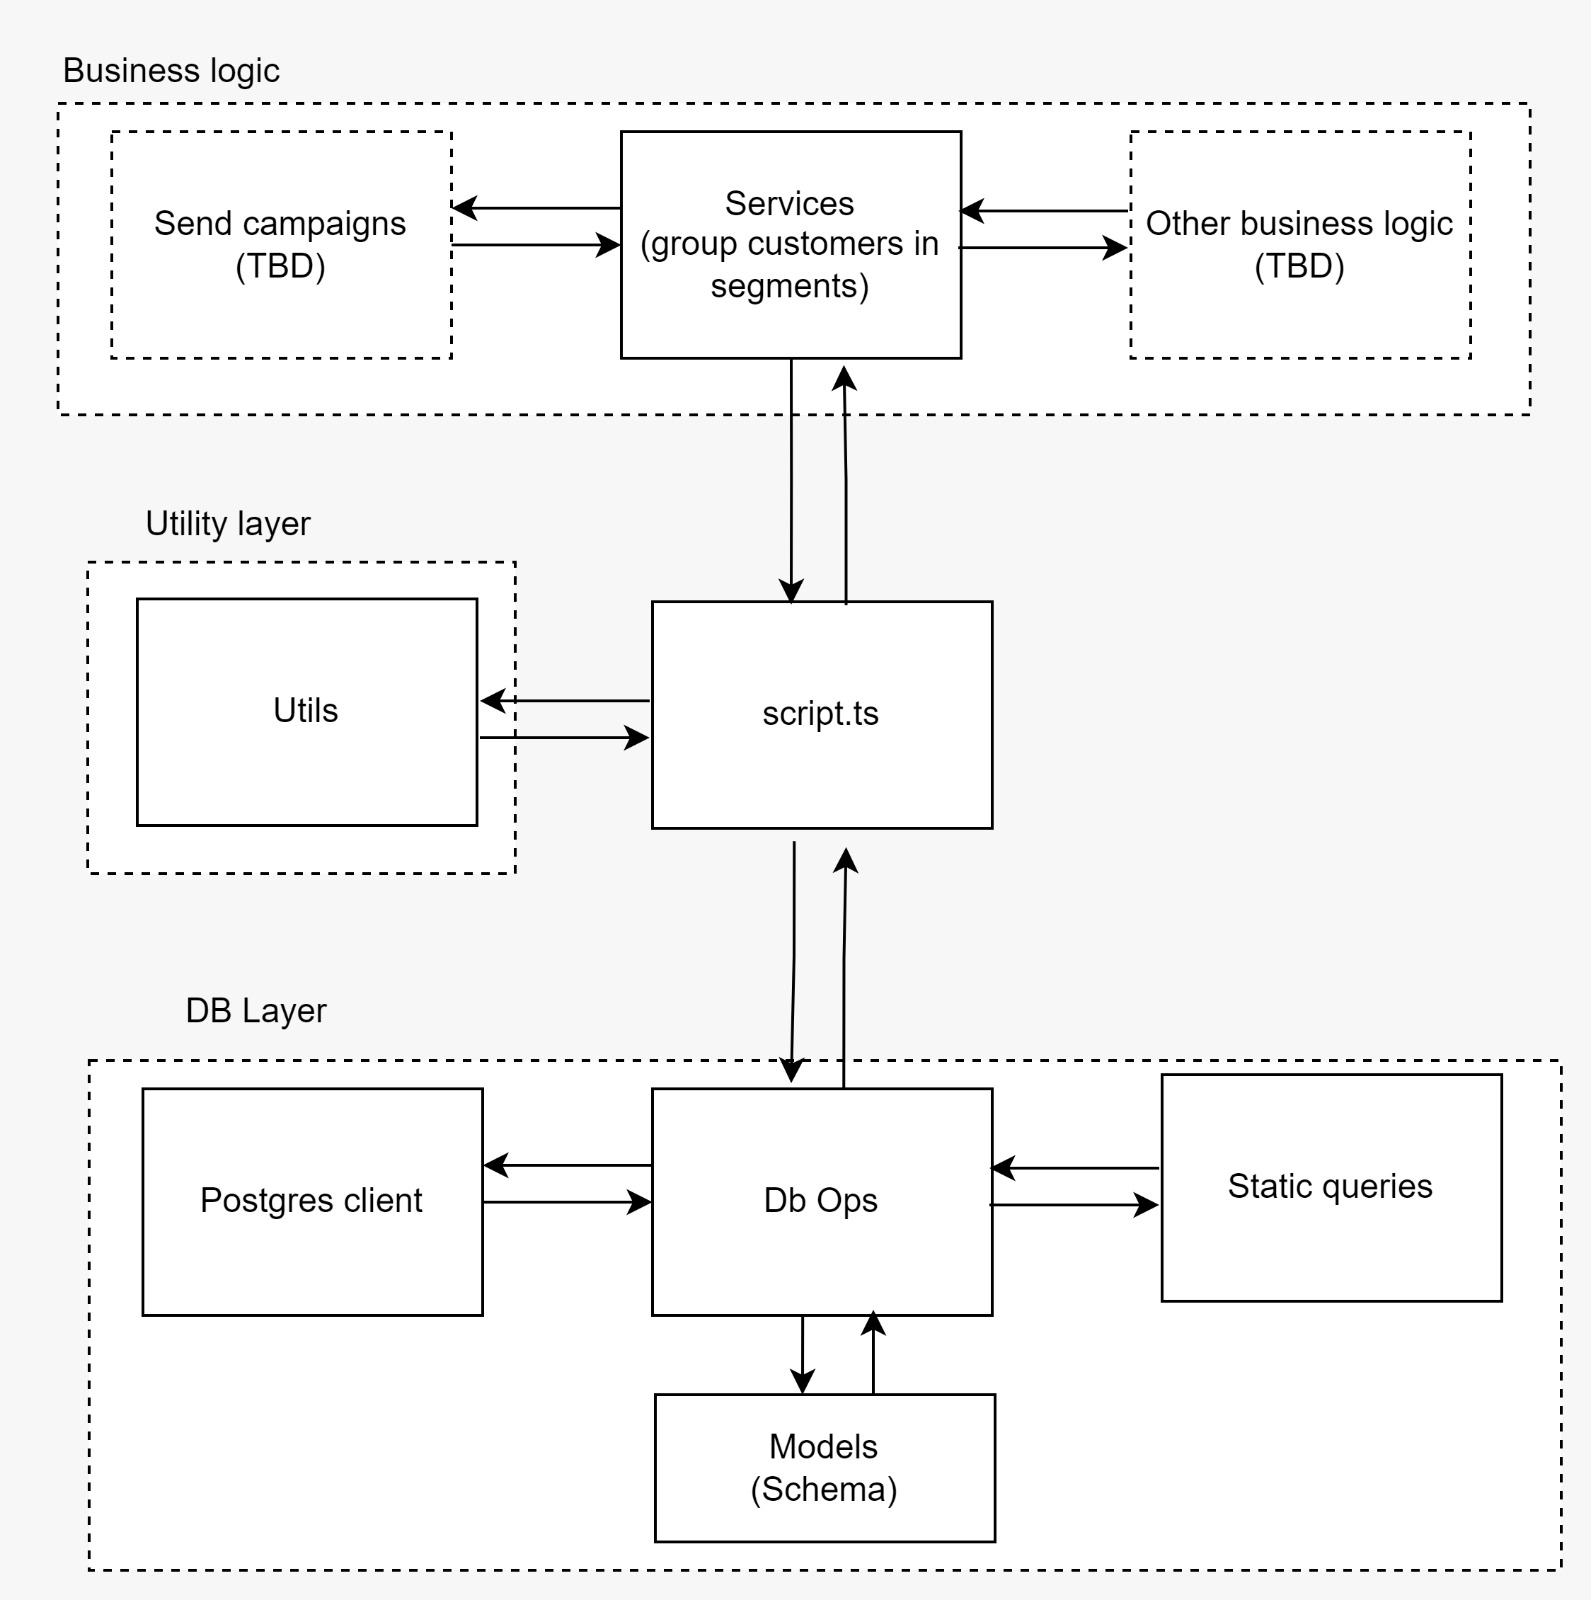 Business logic
Send campaigns
(TBD)
Services
(group customers in
segments)
Other business logic
(TBD)
Utility layer
Utils
script.ts
DB Layer
Postgres client
Db Ops
Static queries
Models
(Schema)